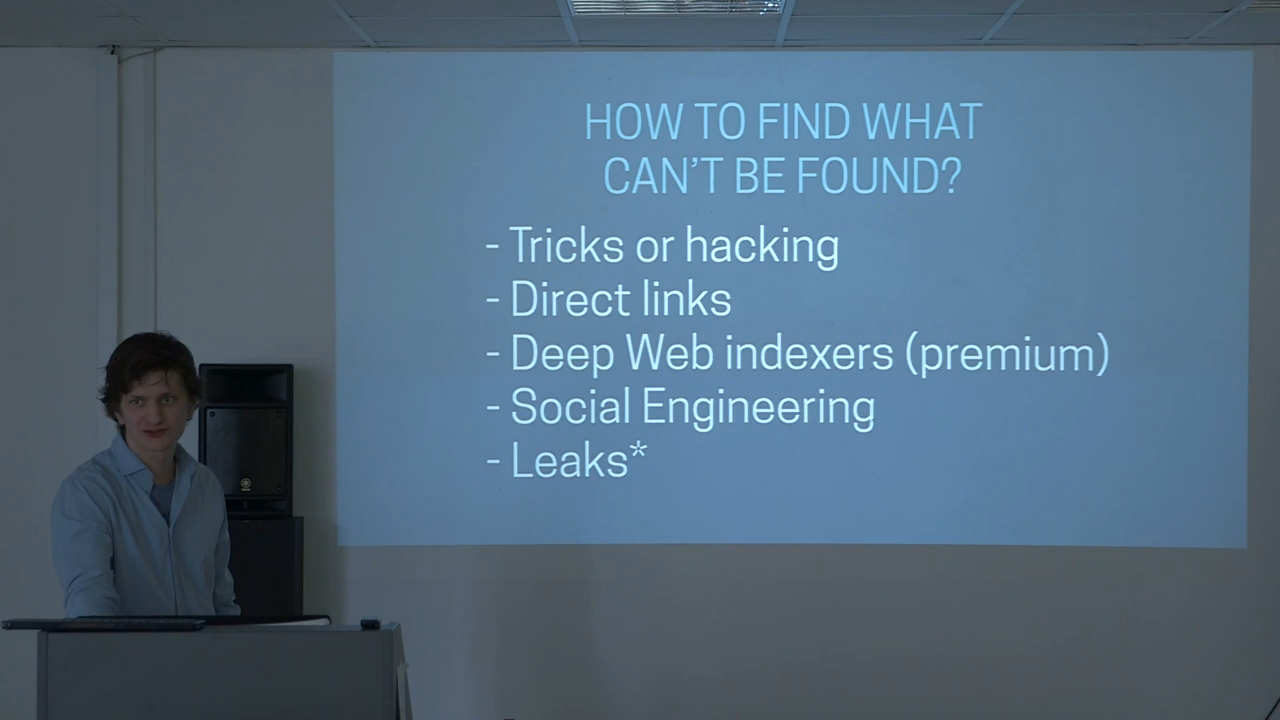 HOW TO FIND WHAT
CAN'T BE FOUND?
- Tricks or hacking
- Direct links
- Deep Web indexers (premium)
- Social Engineering
- Leaks*